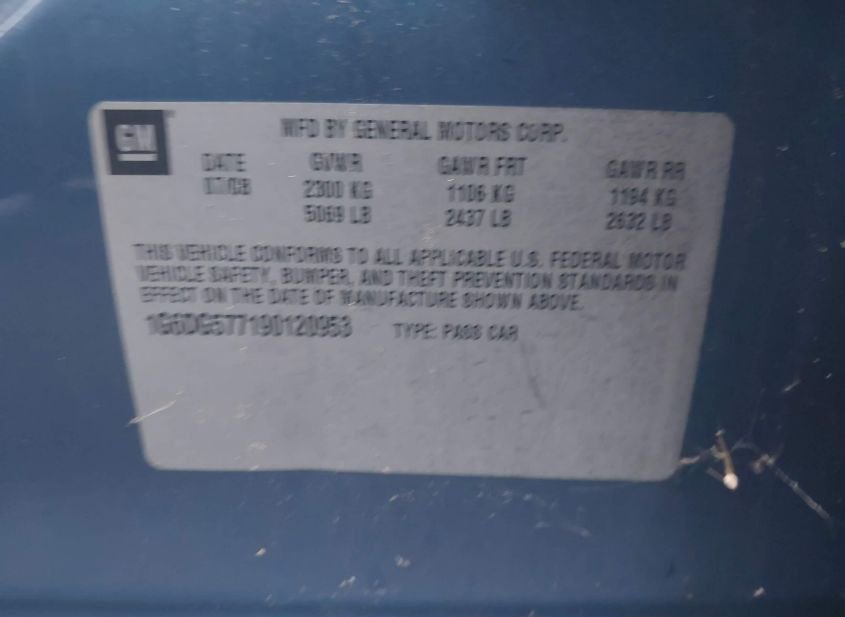 GM
MFD BY GENERAL MOTORS CORP.
DATE GVWR GAWR FRT GAWR RR
07/08 2300 KG 1106 KG 1194 KG
5069 LB 2437 LB 2632 LB
THIS VEHICLE CONFORMS TO ALL APPLICABLE U.S. FEDERAL MOTOR
VEHICLE SAFETY, BUMPER, AND THEFT PREVENTION STANDARDS IN
EFFECT ON THE DATE OF MANUFACTURE SHOWN ABOVE.
1G6DG577190120953 TYPE: PASS CAR